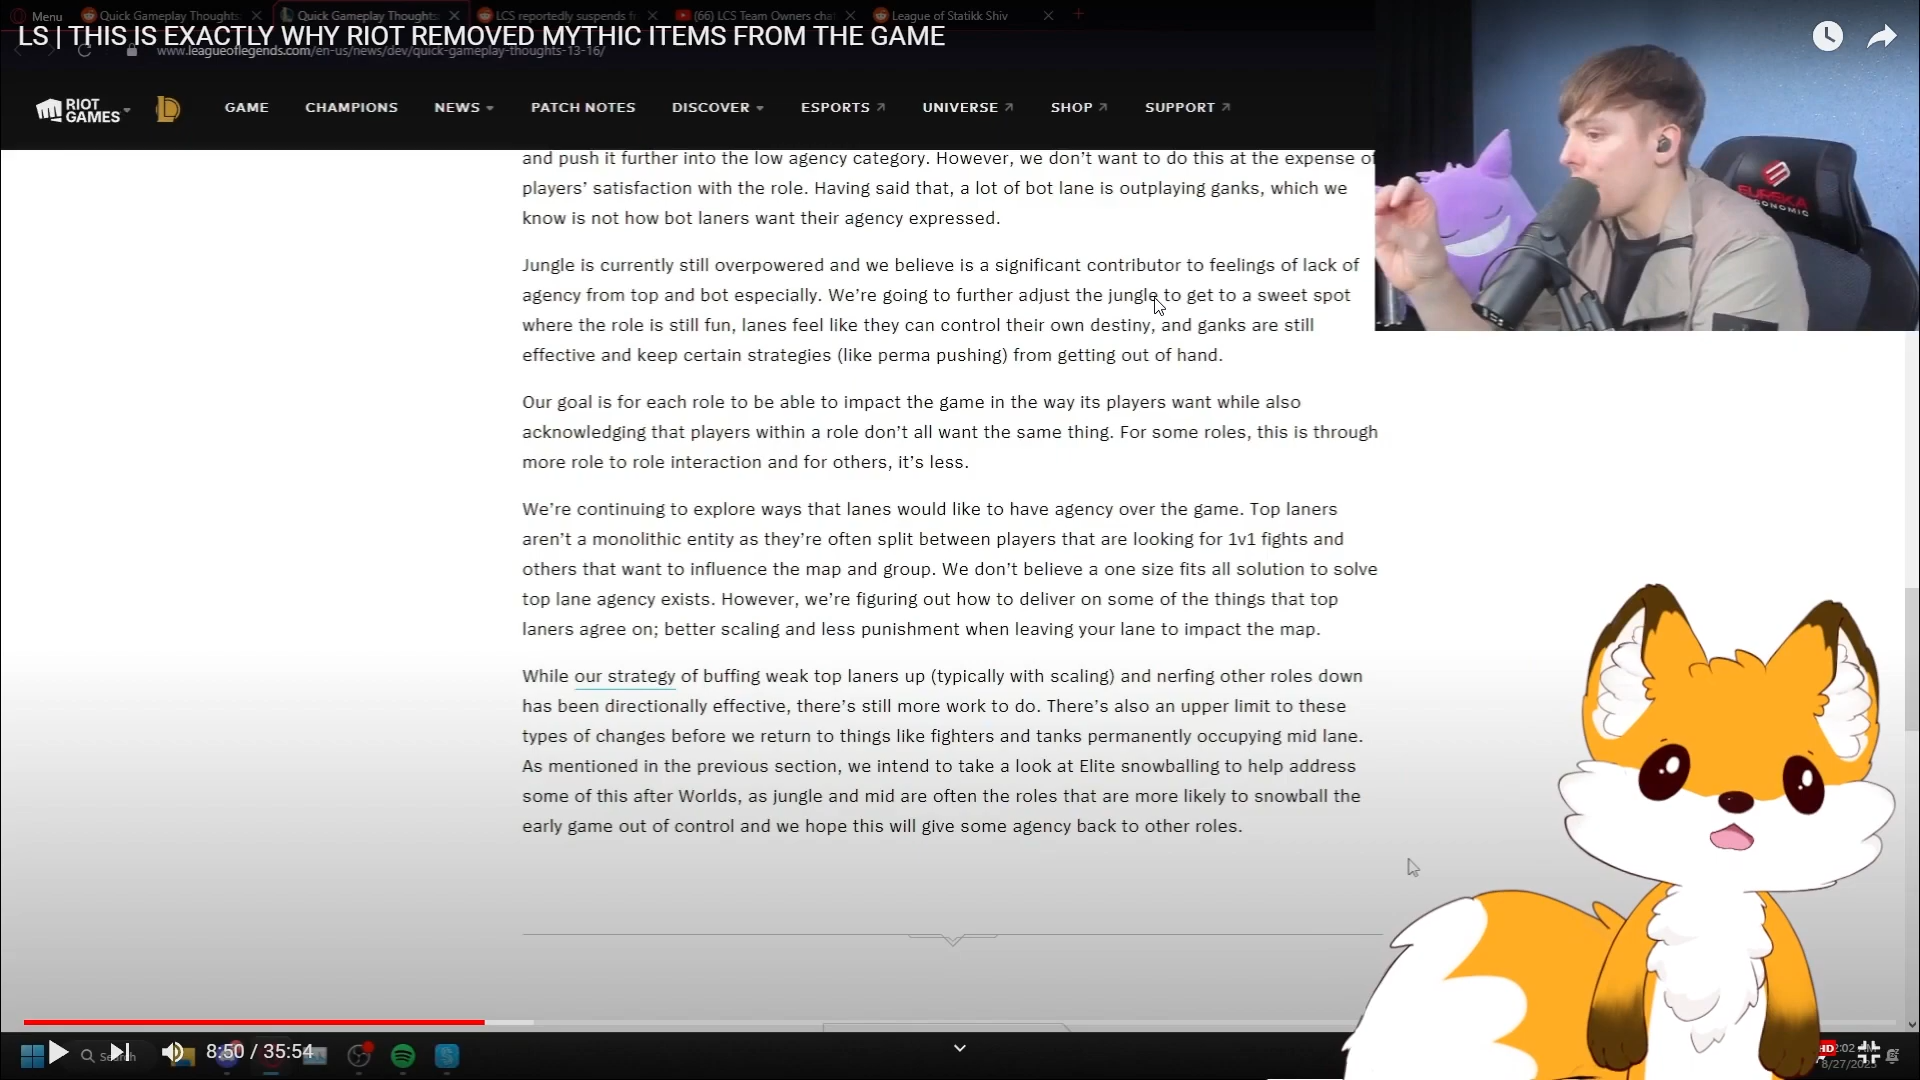 Menu Quick Gameplay Thoughts: Quick Gameplay Thoughts: LCS reportedly suspends fr (66) LCS Team Owners cha League of Statikk Shiv
LS | THIS IS EXACTLY WHY RIOT REMOVED MYTHIC ITEMS FROM THE GAME
www.leagueoflegends.com/en-us/news/dev/quick-gameplay-thoughts-13-16/
RIOT GAMES GAME CHAMPIONS NEWS PATCH NOTES DISCOVER ESPORTS UNIVERSE SHOP SUPPORT
EUREKA
ERGONOMIC
and push it further into the low agency category. However, we don’t want to do this at the expense of
players’ satisfaction with the role. Having said that, a lot of bot lane is outplaying ganks, which we
know is not how bot laners want their agency expressed.
Jungle is currently still overpowered and we believe is a significant contributor to feelings of lack of
agency from top and bot especially. We’re going to further adjust the jungle to get to a sweet spot
where the role is still fun, lanes feel like they can control their own destiny, and ganks are still
effective and keep certain strategies (like perma pushing) from getting out of hand.
Our goal is for each role to be able to impact the game in the way its players want while also
acknowledging that players within a role don’t all want the same thing. For some roles, this is through
more role to role interaction and for others, it’s less.
We’re continuing to explore ways that lanes would like to have agency over the game. Top laners
aren’t a monolithic entity as they’re often split between players that are looking for 1v1 fights and
others that want to influence the map and group. We don’t believe a one size fits all solution to solve
top lane agency exists. However, we’re figuring out how to deliver on some of the things that top
laners agree on; better scaling and less punishment when leaving your lane to impact the map.
While our strategy of buffing weak top laners up (typically with scaling) and nerfing other roles down
has been directionally effective, there’s still more work to do. There’s also an upper limit to these
types of changes before we return to things like fighters and tanks permanently occupying mid lane.
As mentioned in the previous section, we intend to take a look at Elite snowballing to help address
some of this after Worlds, as jungle and mid are often the roles that are more likely to snowball the
early game out of control and we hope this will give some agency back to other roles.
8:50 / 35:54
HD